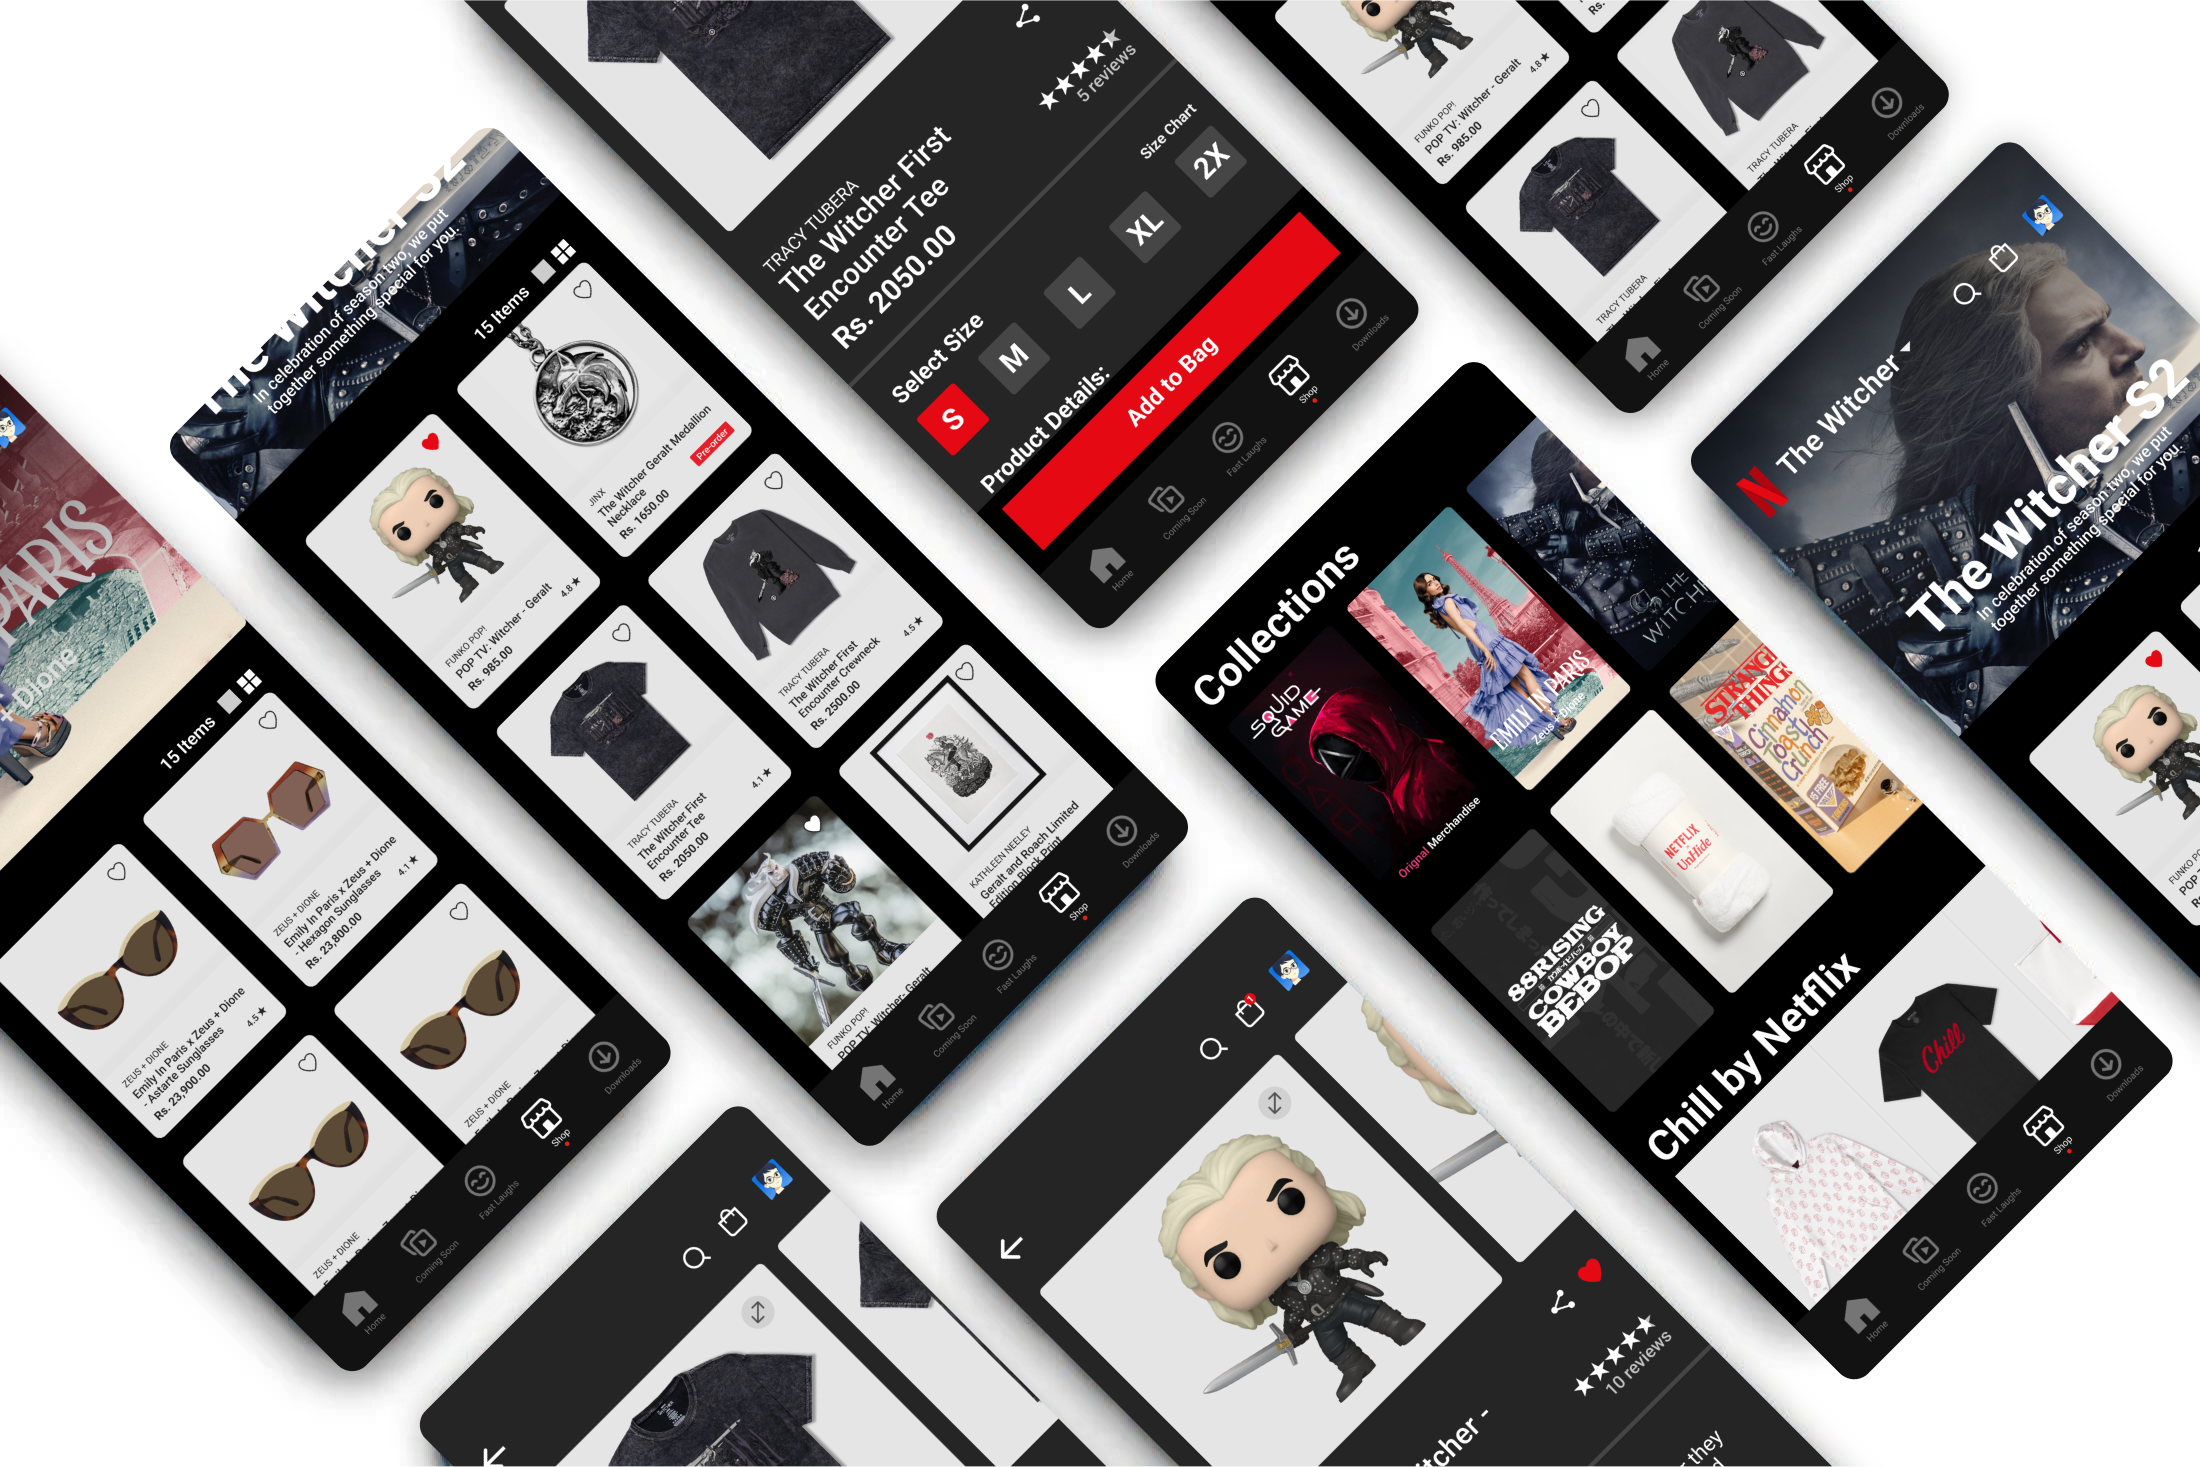 PARIS
+ Dione
15 Items
ZEUS + DIONE
Emily In Paris x Zeus + Dione
- Hexagon Sunglasses
Rs. 23,800.00
4.1 ★
ZEUS + DIONE
Emily In Paris x Zeus + Dione
- Astarte Sunglasses
Rs. 23,900.00
4.5 ★
ZEUS + DIONE
ZEUS + DIONE
Home
Coming Soon
Fast Laughs
Shop
Downloads
The Witcher S2
In celebration of season two, we put
together something special for you.
15 Items
JINX
The Witcher Geralt Medallion
Necklace
Rs. 1650.00
Pre-order
FUNKO POP!
POP TV: Witcher - Geralt
Rs. 985.00
4.8 ★
TRACY TUBERA
The Witcher First
Encounter Crewneck
Rs. 2500.00
4.5 ★
TRACY TUBERA
The Witcher First
Encounter Tee
Rs. 2050.00
4.1 ★
KATHLEEN NEELEY
Geralt and Roach Limited
Edition Block Print
FUNKO POP!
POP TV: Witcher- Geralt
Home
Coming Soon
Fast Laughs
Shop
Downloads
5 reviews
TRACY TUBERA
The Witcher First
Encounter Tee
Rs. 2050.00
Select Size
Size Chart
S
M
L
XL
2X
Product Details:
Add to Bag
Home
Coming Soon
Fast Laughs
Shop
Downloads
FUNKO POP!
POP TV: Witcher - Geralt
Rs. 985.00
4.8 ★
Rs.
TRACY TUBERA
TRACY TUBERA
Home
Coming Soon
Fast Laughs
Shop
Downloads
N
The Witcher
The Witcher S2
In celebration of season two, we put
together something special for you.
FUNKO
Collections
SQUID
GAME
Orignal Merchandise
EMILY IN PARIS
Zeus + Dione
THE
WITCHE
STRANG
THING
Cinnamon
Toast
Crunch
NETFLIX
UnHide
88RISING
COWBOY
BEBOP
Chill by Netflix
Chill
Home
Coming Soon
Fast Laughs
Shop
Downloads
1
10 reviews
itcher -
they